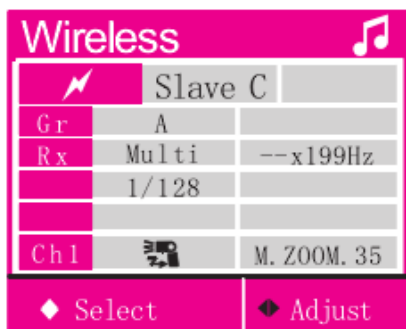 Wireless
Slave C
Gr A
Rx Multi --x199Hz
1/128
Ch1 M. ZOOM. 35
Select Adjust